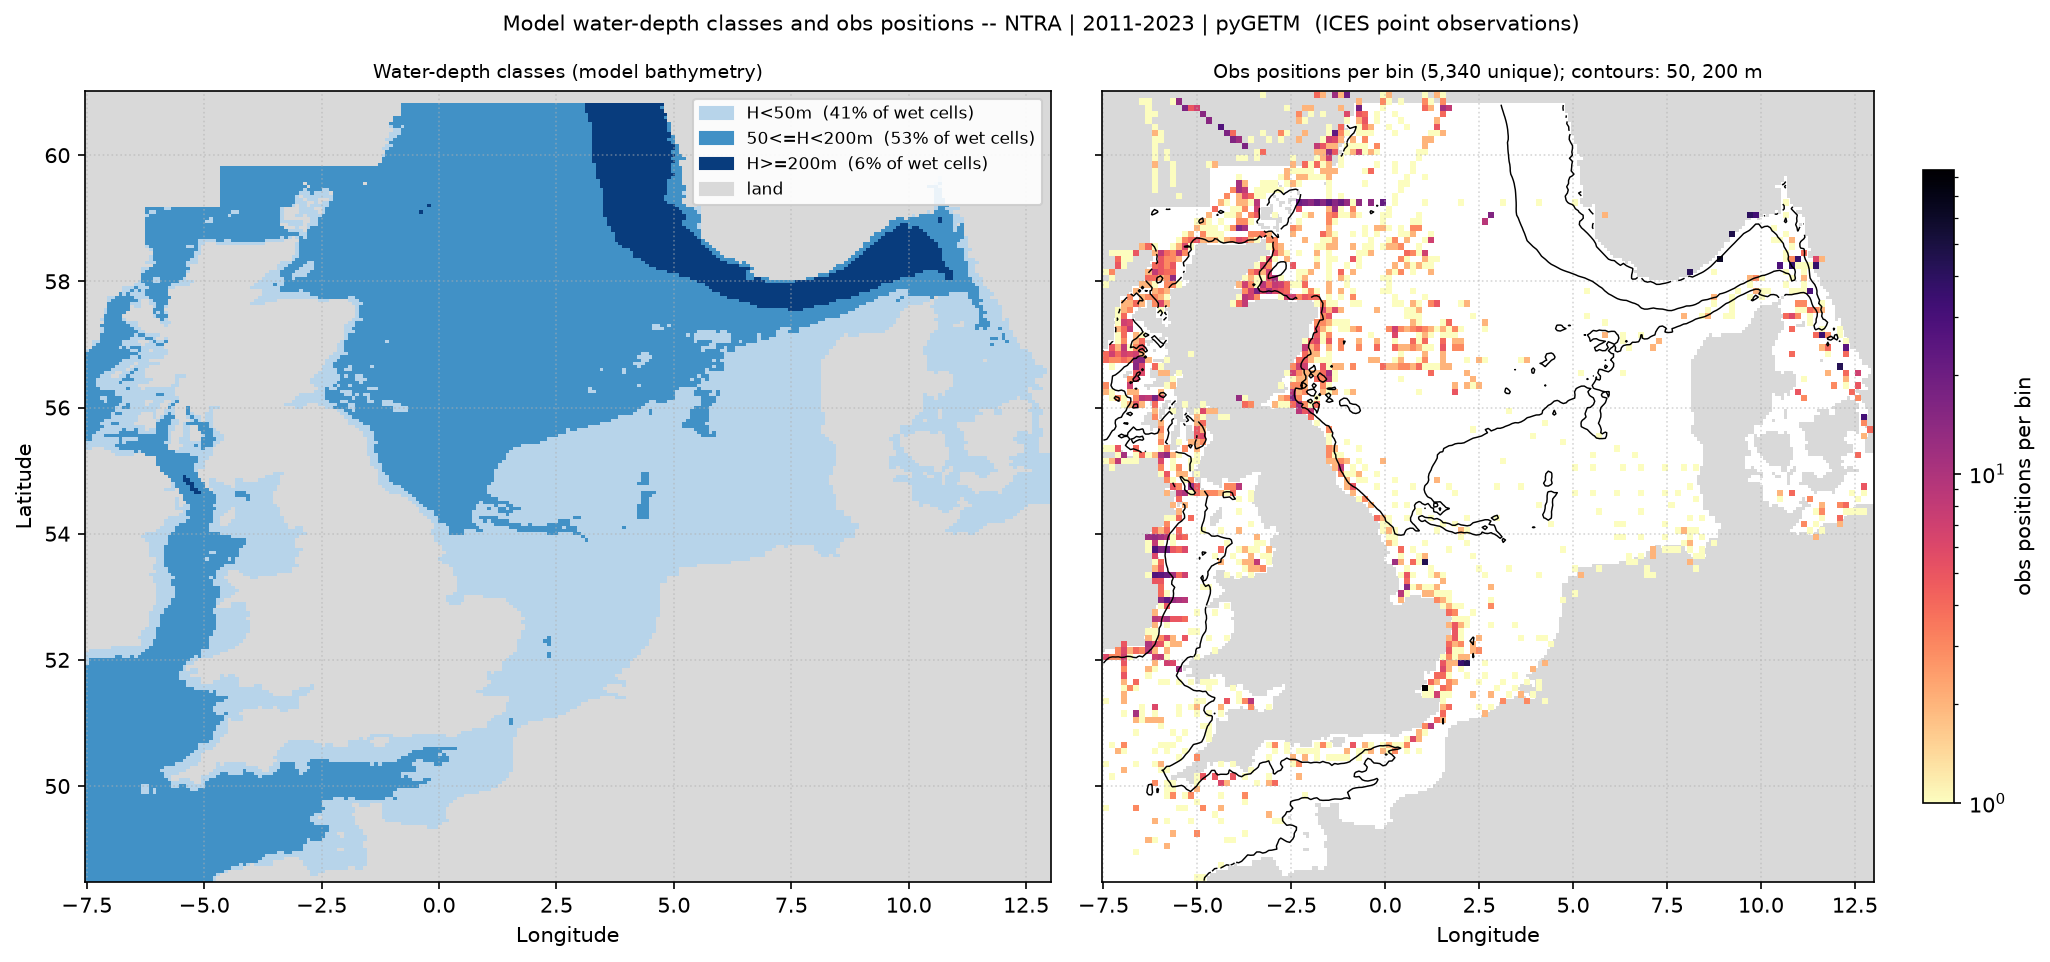 Model water-depth classes and obs positions -- NTRA | 2011-2023 | pyGETM  (ICES point observations)
Water-depth classes (model bathymetry)
H<50m  (41% of wet cells)
50<=H<200m  (53% of wet cells)
H>=200m  (6% of wet cells)
land
60
58
56
54
52
50
Latitude
−7.5
−5.0
−2.5
0.0
2.5
5.0
7.5
10.0
12.5
Longitude
Obs positions per bin (5,340 unique); contours: 50, 200 m
−7.5
−5.0
−2.5
0.0
2.5
5.0
7.5
10.0
12.5
Longitude
10¹
10⁰
obs positions per bin